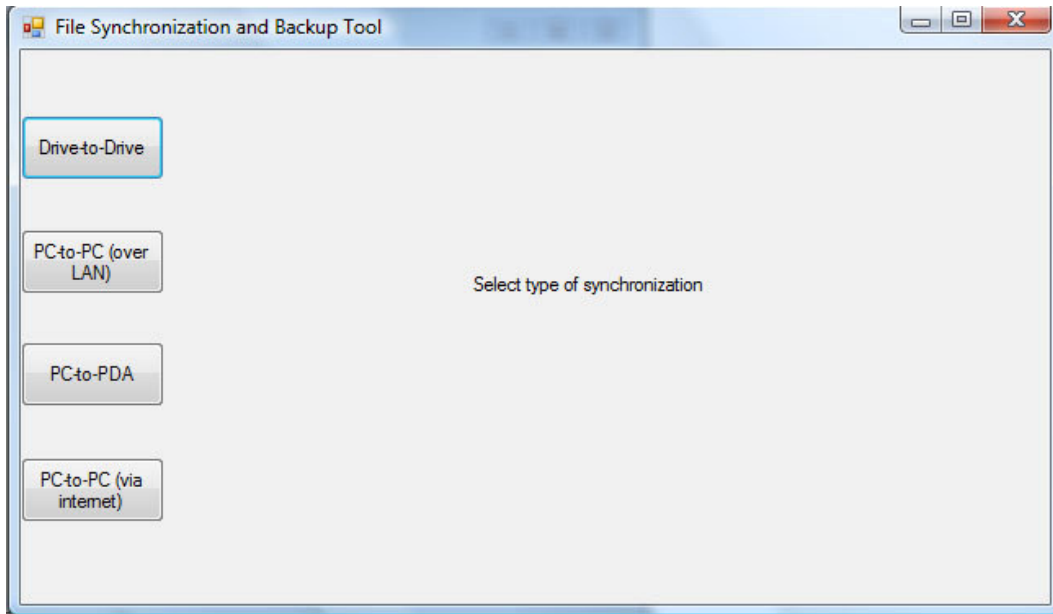 File Synchronization and Backup Tool
Drive-to-Drive
PC-to-PC (over
LAN)
Select type of synchronization
PC-to-PDA
PC-to-PC (via
internet)